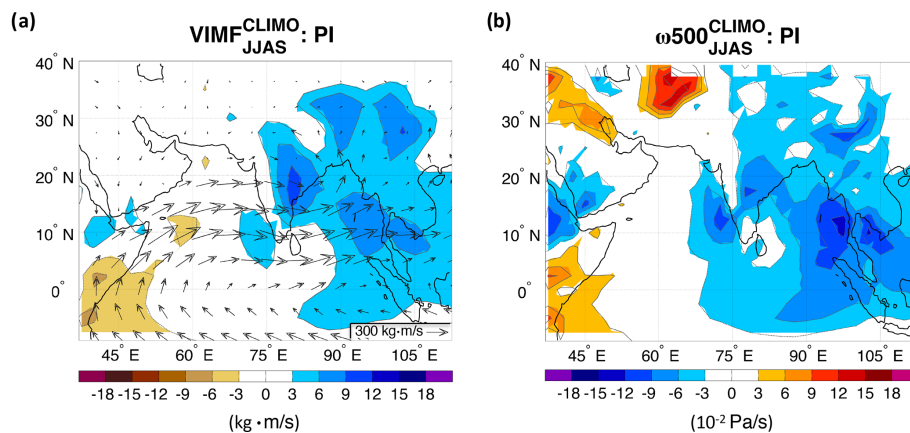 (a)
VIMF CLIMO JJAS : PI
40° N
30° N
20° N
10° N
0° N
300 kg·m/s
45° E 60° E 75° E 90° E 105° E
-18 -15 -12 -9 -6 -3 0 3 6 9 12 15 18
(kg · m/s)
(b)
ω500 CLIMO JJAS : PI
40° N
30° N
20° N
10° N
0° N
45° E 60° E 75° E 90° E 105° E
-18 -15 -12 -9 -6 -3 0 3 6 9 12 15 18
(10⁻² Pa/s)